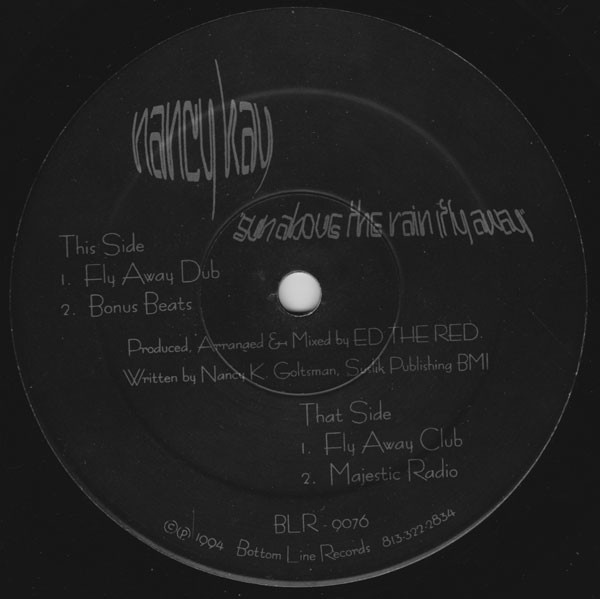 nancy kay
sun above the rain (fly away)
This Side
1. Fly Away Dub
2. Bonus Beats
Produced, Arranged & Mixed by ED THE RED.
Written by Nancy K. Goltsman, Suslik Publishing BMI
That Side
1. Fly Away Club
2. Majestic Radio
BLR - 9076
©℗ 1994 Bottom Line Records 813-322-2834